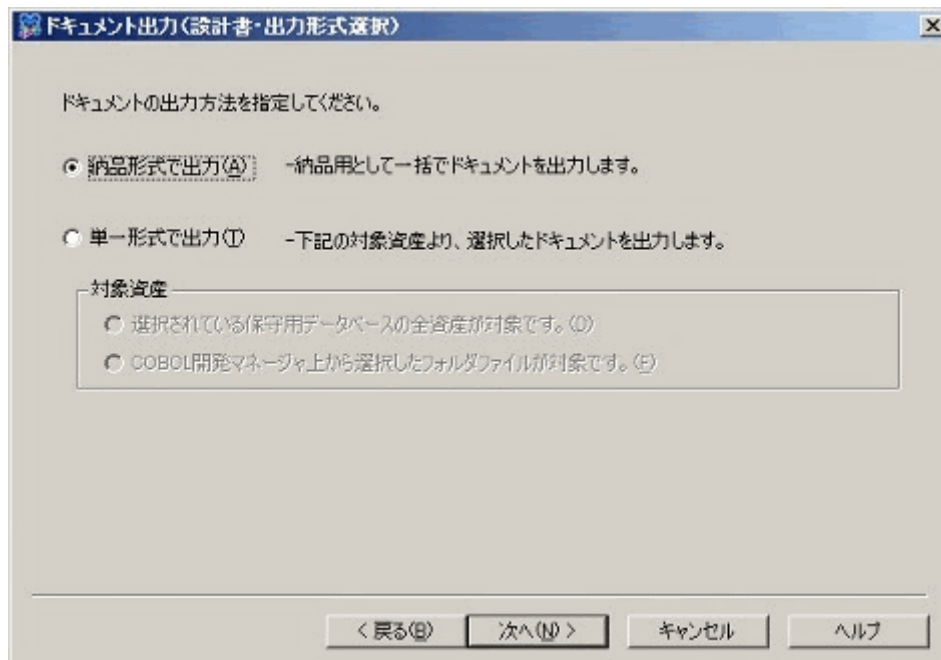 ドキュメント出力(設計書・出力形式選択)
ドキュメントの出力方法を指定してください。
納品形式で出力(A) -納品用として一括でドキュメントを出力します。
単一形式で出力(T) -下記の対象資産より、選択したドキュメントを出力します。
対象資産
選択されている保守用データベースの全資産が対象です。(O)
COBOL開発マネージャ上から選択したフォルダファイルが対象です。(F)
< 戻る(B) 次へ(N) > キャンセル ヘルプ